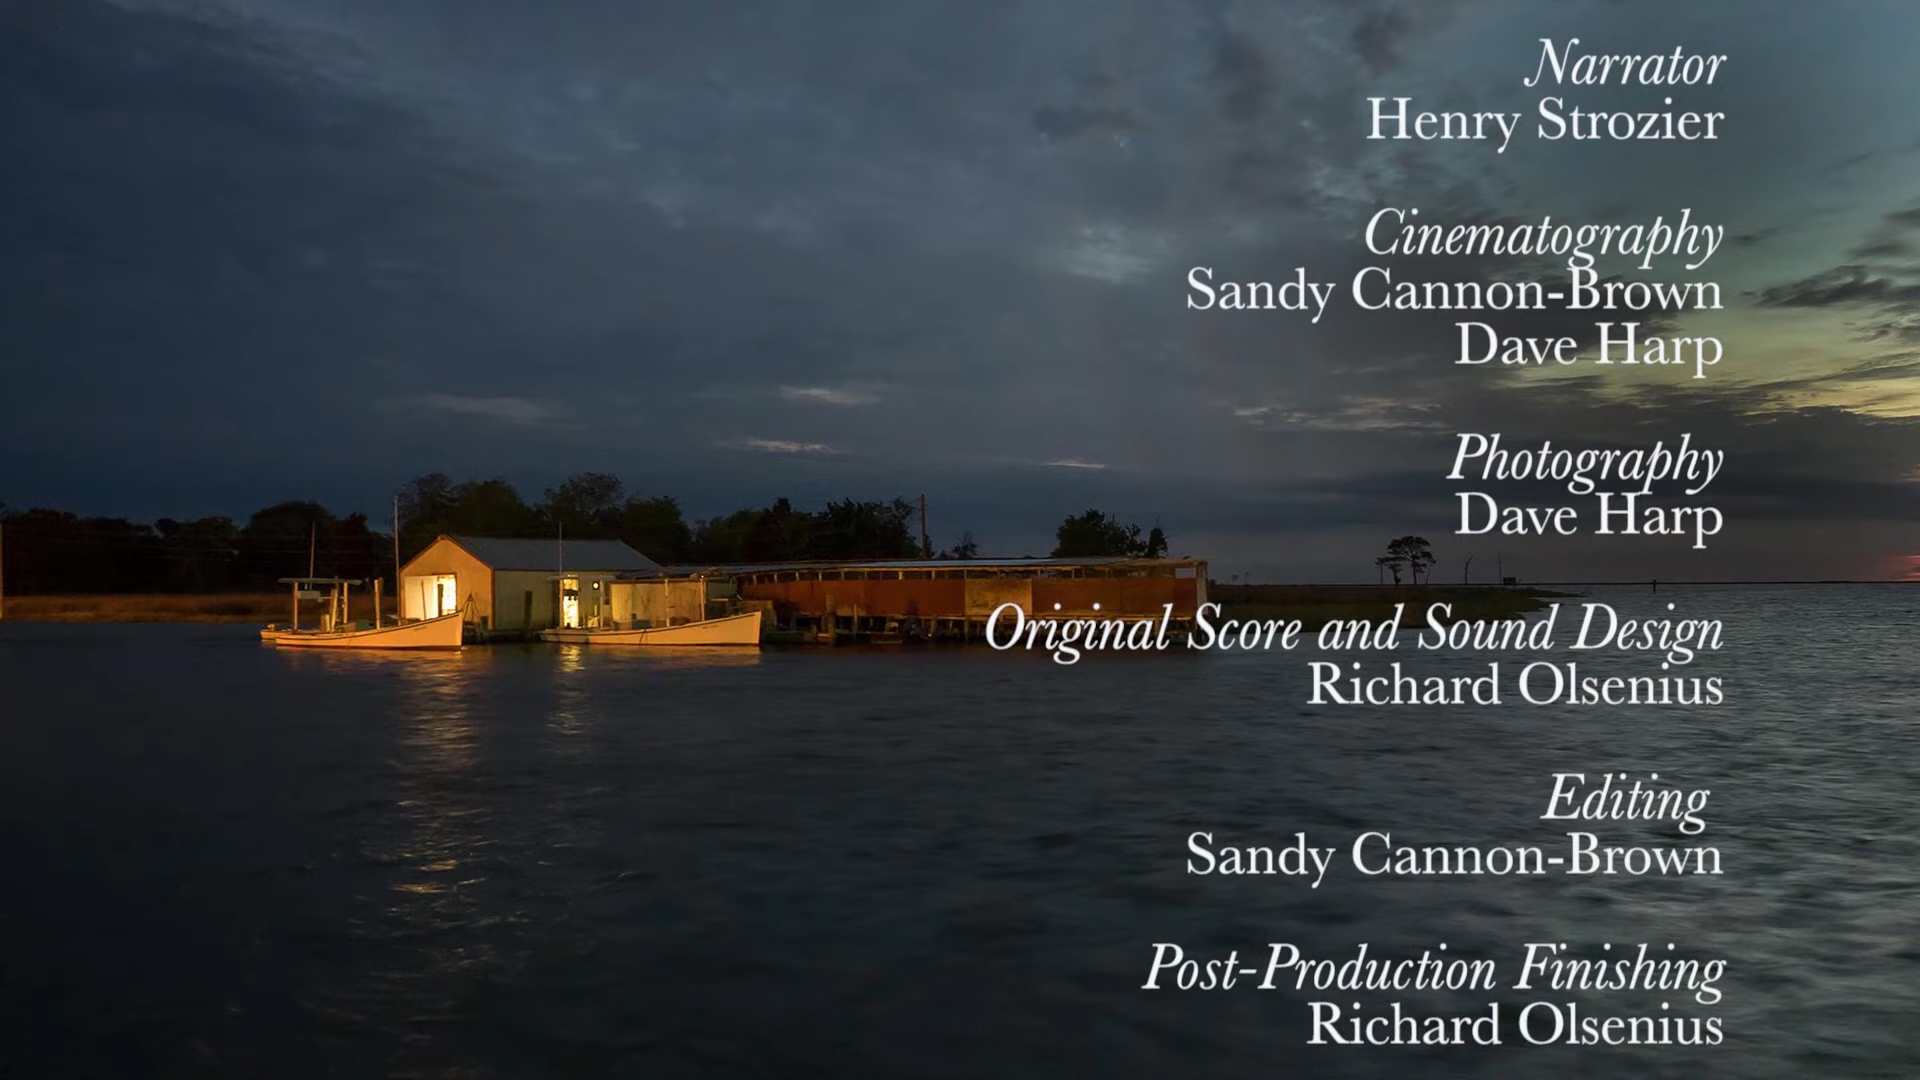 Narrator
Henry Strozier
Cinematography
Sandy Cannon-Brown
Dave Harp
Photography
Dave Harp
Original Score and Sound Design
Richard Olsenius
Editing
Sandy Cannon-Brown
Post-Production Finishing
Richard Olsenius